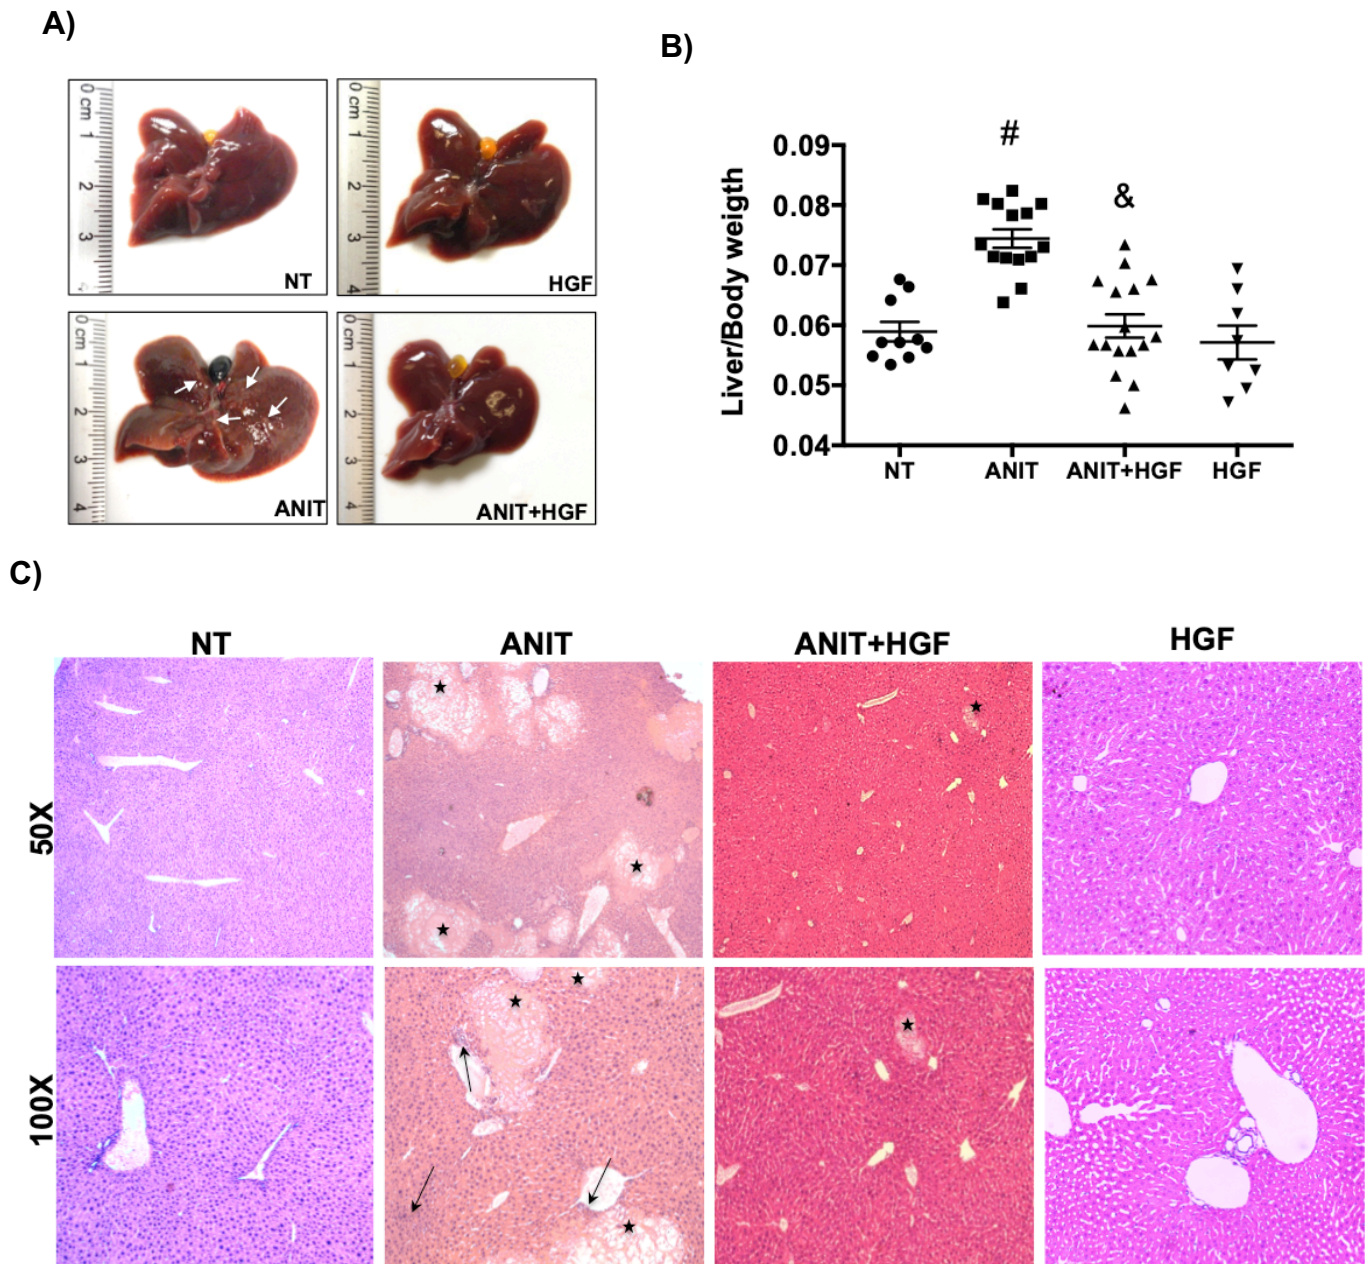 A)
0 cm 1
2
3
4
NT
0 cm 1
2
3
4
HGF
0 cm 1
2
3
4
ANIT
0 cm 1
2
3
4
ANIT+HGF
B)
Liver/Body weigth
0.09
0.08
0.07
0.06
0.05
0.04
#
&
NT ANIT ANIT+HGF HGF
C)
NT ANIT ANIT+HGF HGF
50X
100X